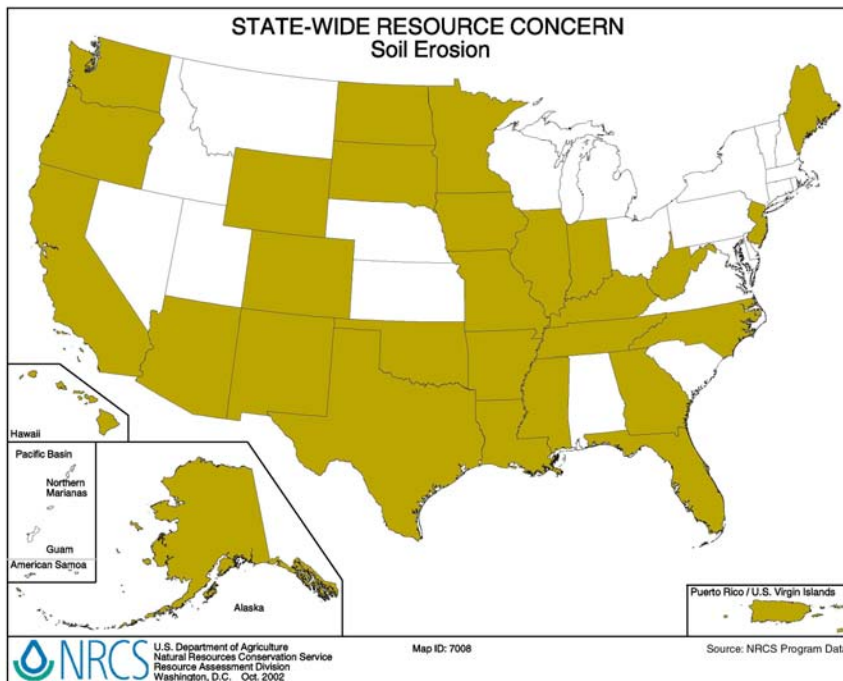 STATE-WIDE RESOURCE CONCERN
Soil Erosion
Hawaii
Pacific Basin
Northern
Marianas
Guam
American Samoa
Alaska
Puerto Rico / U.S. Virgin Islands
NRCS
U.S. Department of Agriculture
Natural Resources Conservation Service
Resource Assessment Division
Washington, D.C. Oct. 2002
Map ID: 7008
Source: NRCS Program Data